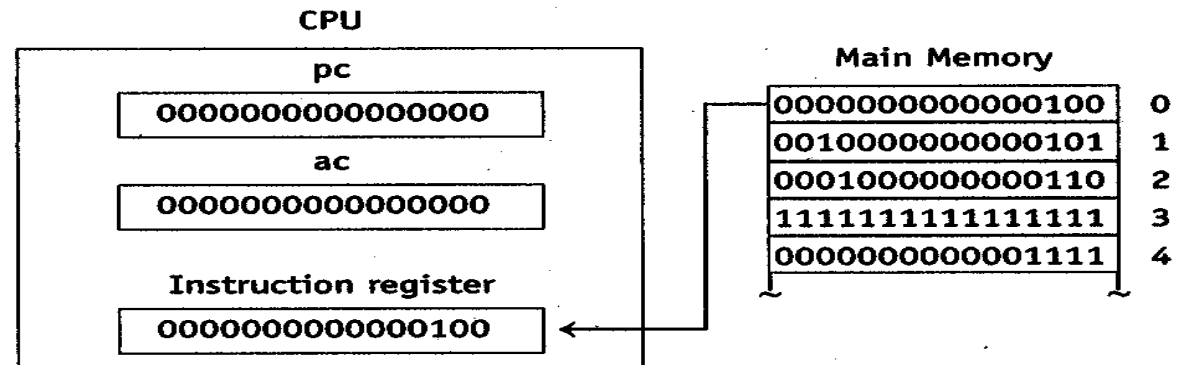 CPU
pc
0000000000000000
ac
0000000000000000
Instruction register
0000000000000100
Main Memory
0000000000000100 0
0010000000000101 1
0001000000000110 2
1111111111111111 3
0000000000001111 4